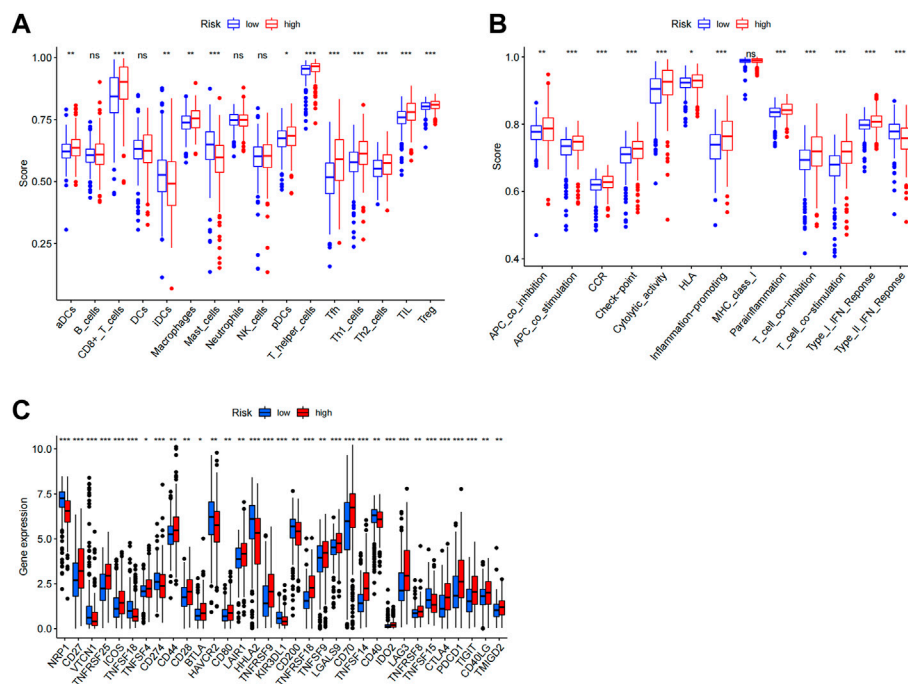 A
Risk low high
** ns *** ns ** ** *** ns ns * *** *** *** *** *** ***
Score
1.00
0.75
0.50
0.25
aDCs
B_cells
CD8+_T_cells
DCs
iDCs
Macrophages
Mast_cells
Neutrophils
NK_cells
pDCs
T_helper_cells
Tfh
Th1_cells
Th2_cells
TIL
Treg
B
Risk low high
** *** *** *** *** * *** ns *** *** *** *** ***
Score
1.0
0.8
0.6
0.4
APC_co_inhibition
APC_co_stimulation
CCR
Check-point
Cytolytic_activity
HLA
Inflammation-promoting
MHC_class_I
Parainflammation
T_cell_co-inhibition
T_cell_co-stimulation
Type_I_IFN_Reponse
Type_II_IFN_Reponse
C
Risk low high
*** *** *** *** *** *** * *** ** ** * ** ** ** *** *** ** *** *** ** *** *** ** *** *** *** *** *** *** *** ** **
Gene expression
10.0
7.5
5.0
2.5
0.0
NRP1
CD27
VTCN1
TNFRSF25
ICOS
TNFSF18
TNFSF4
CD274
CD44
CD28
BTLA
HAVCR2
CD80
LAIR1
HHLA2
TNFRSF9
KIR3DL1
CD200
TNFRSF18
TNFSF9
LGALS9
CD70
TNFSF14
CD40
IDO2
LAG3
TNFRSF8
TNFSF15
CTLA4
PDCD1
TIGIT
CD40LG
TMIGD2